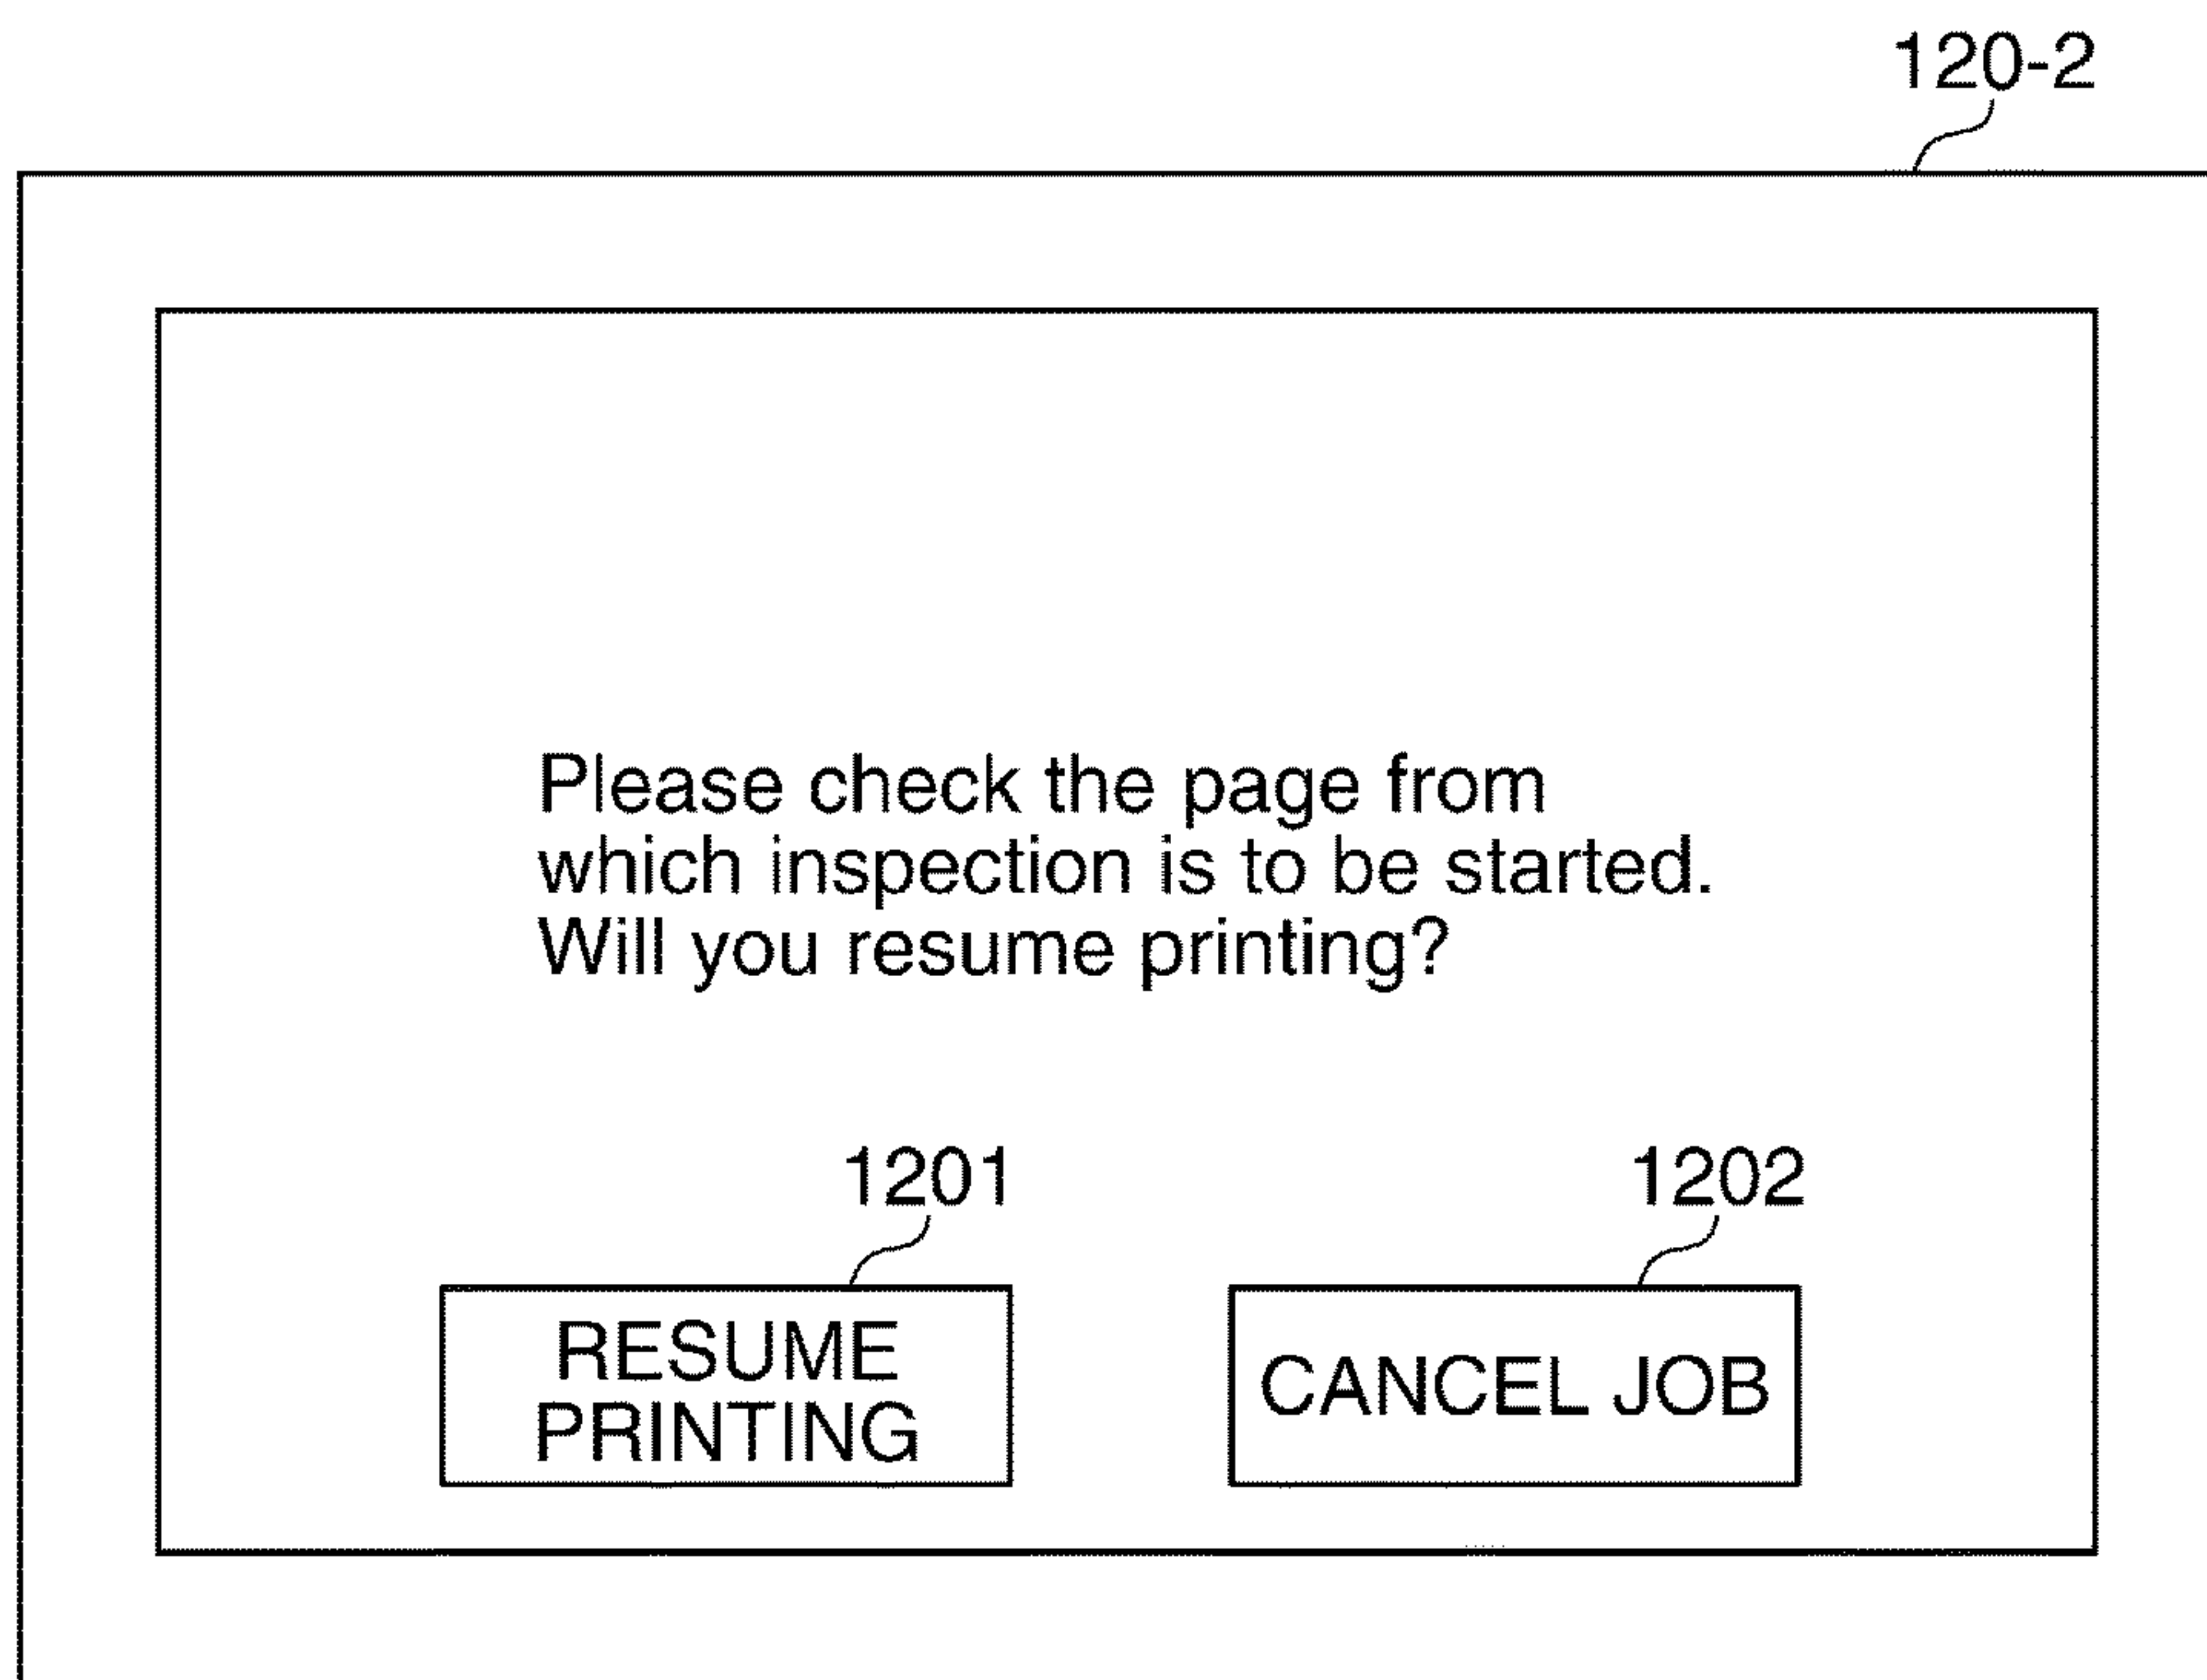 120-2
Please check the page from
which inspection is to be started.
Will you resume printing?
1201
1202
RESUME
PRINTING
CANCEL JOB